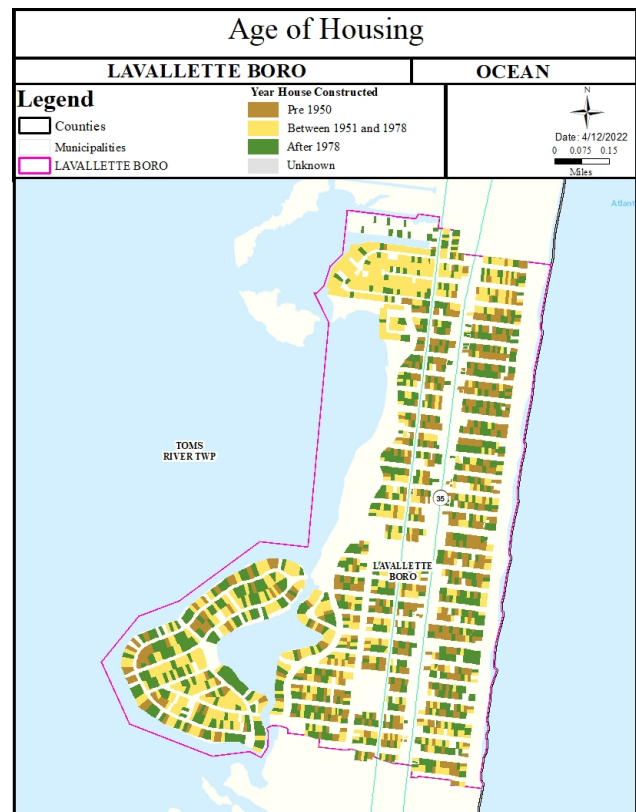 Age of Housing
LAVALLETTE BORO
OCEAN
Legend
Counties
Municipalities
LAVALLETTE BORO
Year House Constructed
Pre 1950
Between 1951 and 1978
After 1978
Unknown
N
Date: 4/12/2022
0 0.075 0.15
Miles
Atlant
TOMS
RIVER TWP
35
LAVALLETTE
BORO